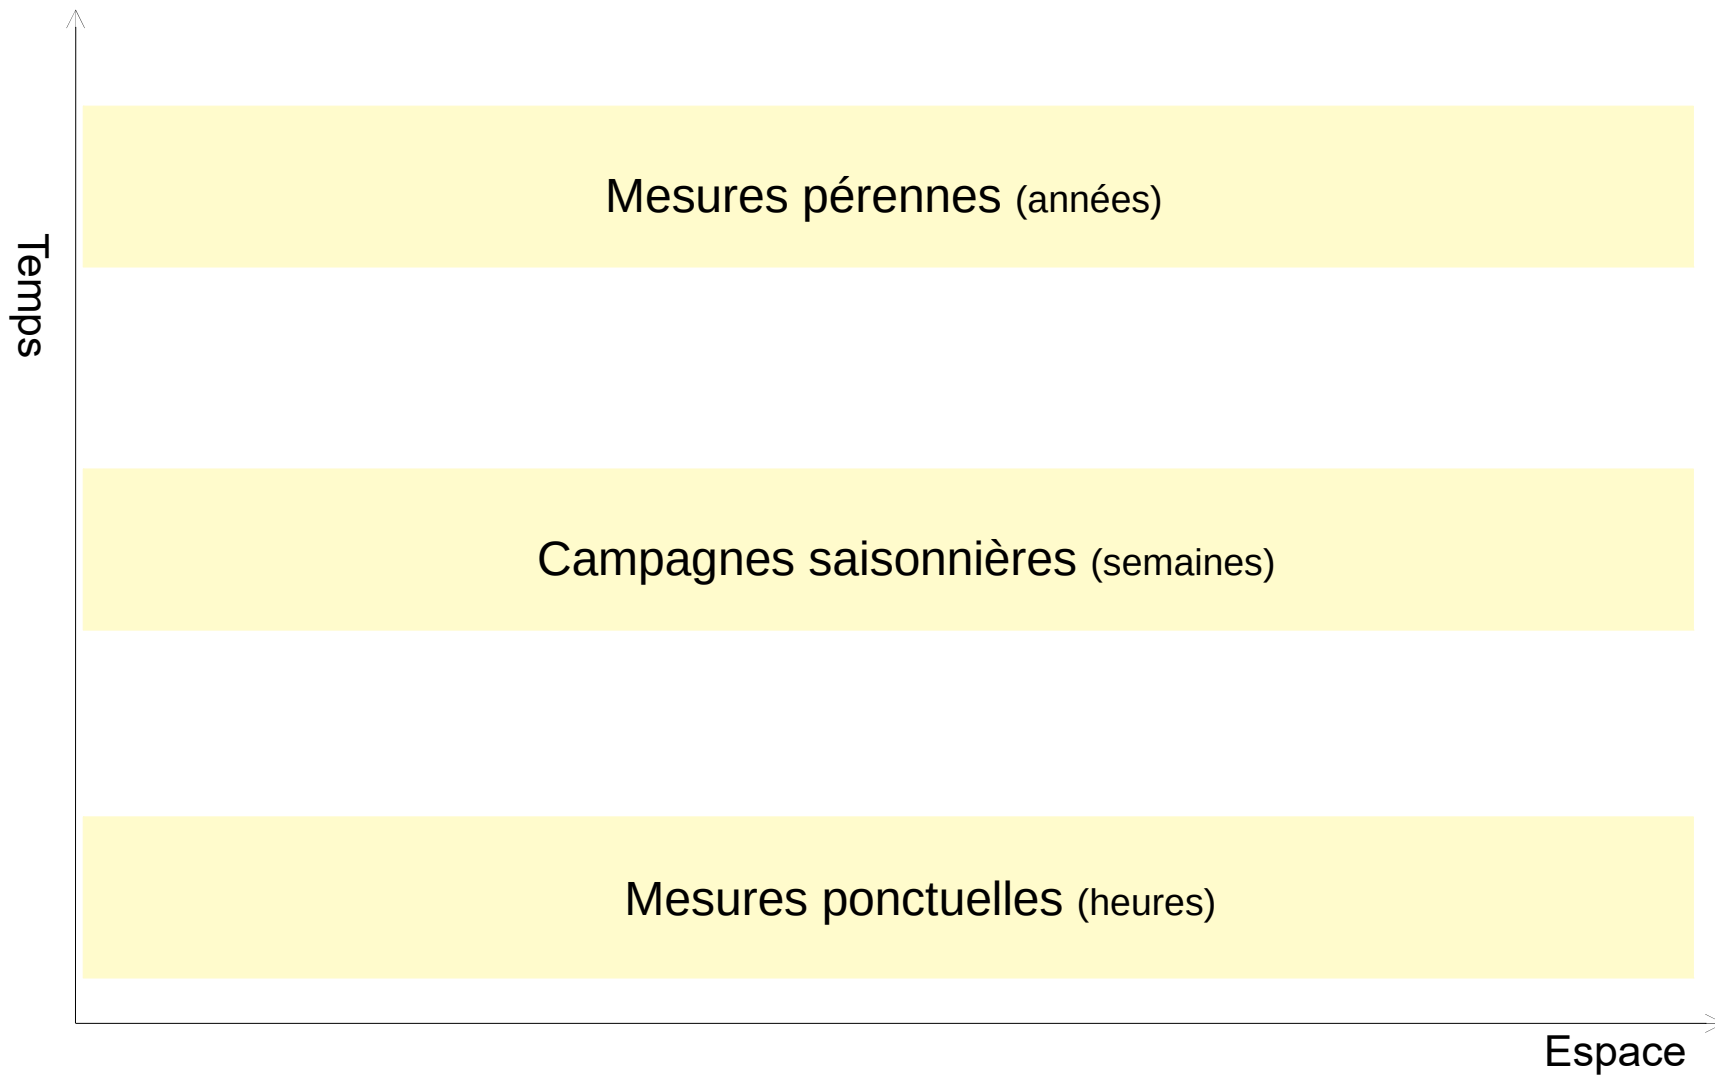 Mesures pérennes (années)
Temps
Campagnes saisonnières (semaines)
Mesures ponctuelles (heures)
Espace